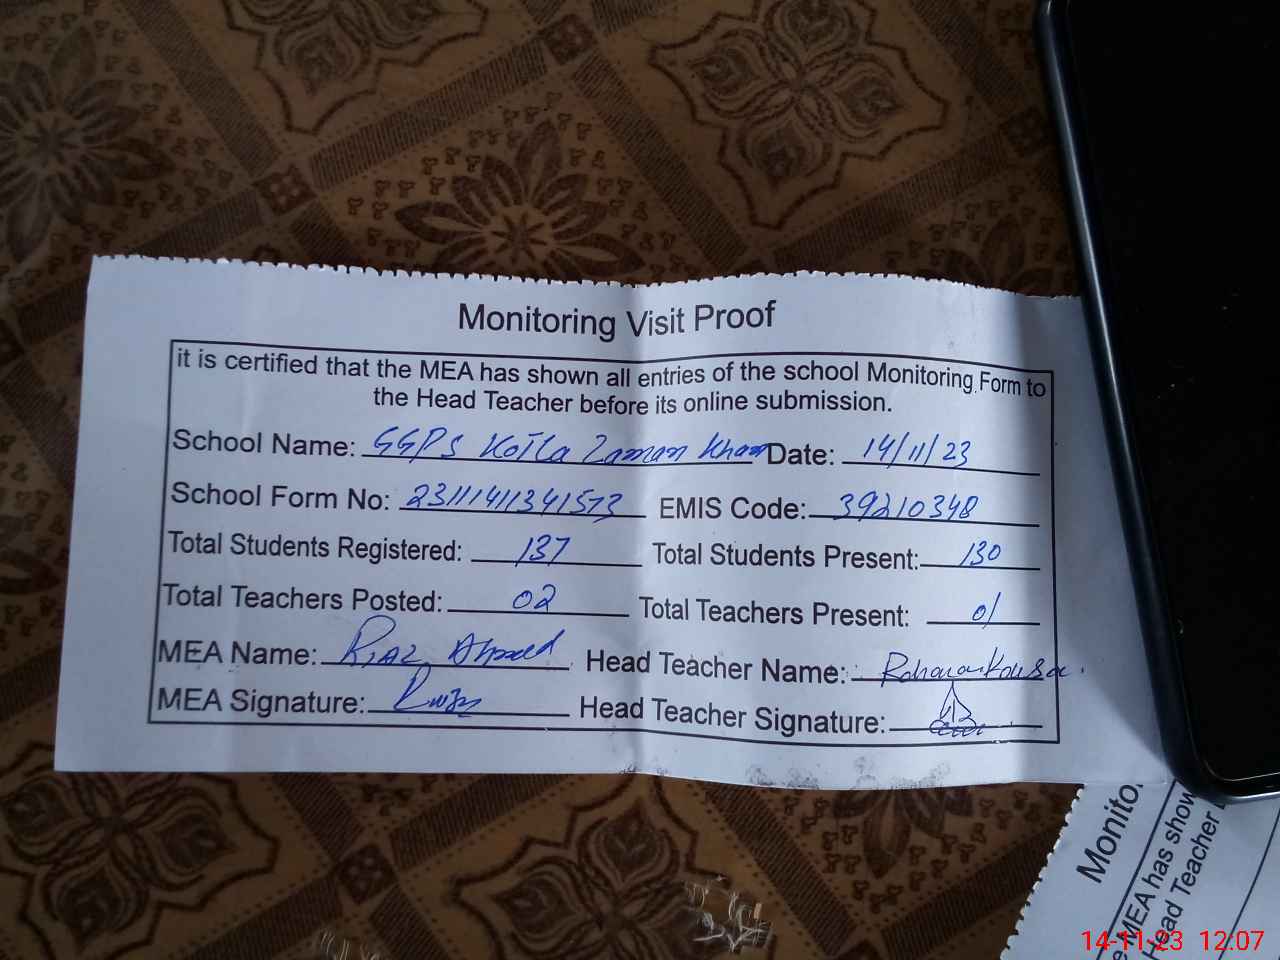 Monitoring Visit Proof
it is certified that the MEA has shown all entries of the school Monitoring Form to
the Head Teacher before its online submission.
School Name: GGPS Kotla Zaman Khan Date: 14/11/23
School Form No: 23111411341573 EMIS Code: 39210348
Total Students Registered: 137 Total Students Present: 130
Total Teachers Posted: 02 Total Teachers Present: 01
MEA Name: Riaz Ahmed Head Teacher Name:
MEA Signature: Head Teacher Signature:
Monito
MEA has show
Head Teacher
14-11-23 12:07